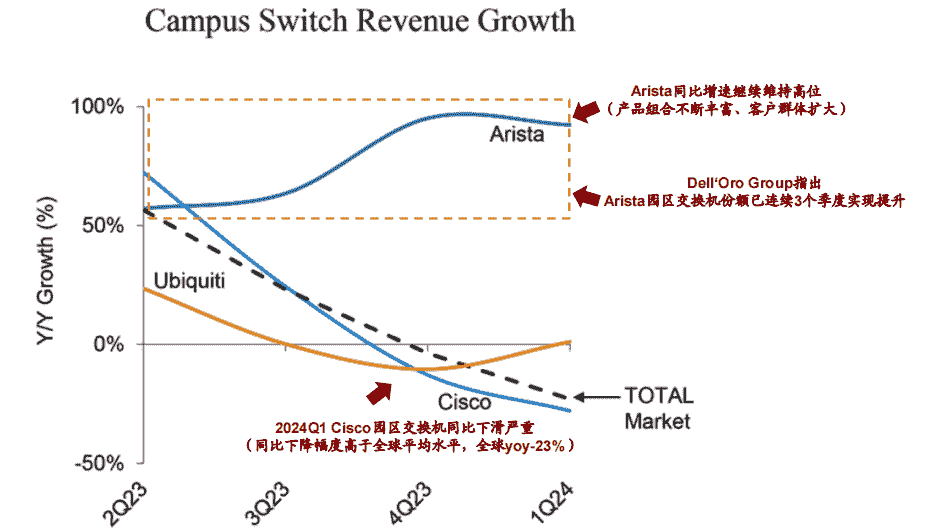 Campus Switch Revenue Growth
Y/Y Growth (%)
100%
50%
0%
-50%
Arista
Ubiquiti
Cisco
TOTAL
Market
Arista同比增速继续维持高位
（产品组合不断丰富、客户群体扩大）
Dell‘Oro Group指出
Arista园区交换机份额已连续3个季度实现提升
2024Q1 Cisco园区交换机同比下滑严重
（同比下降幅度高于全球平均水平，全球yoy-23%）
2Q23
3Q23
4Q23
1Q24